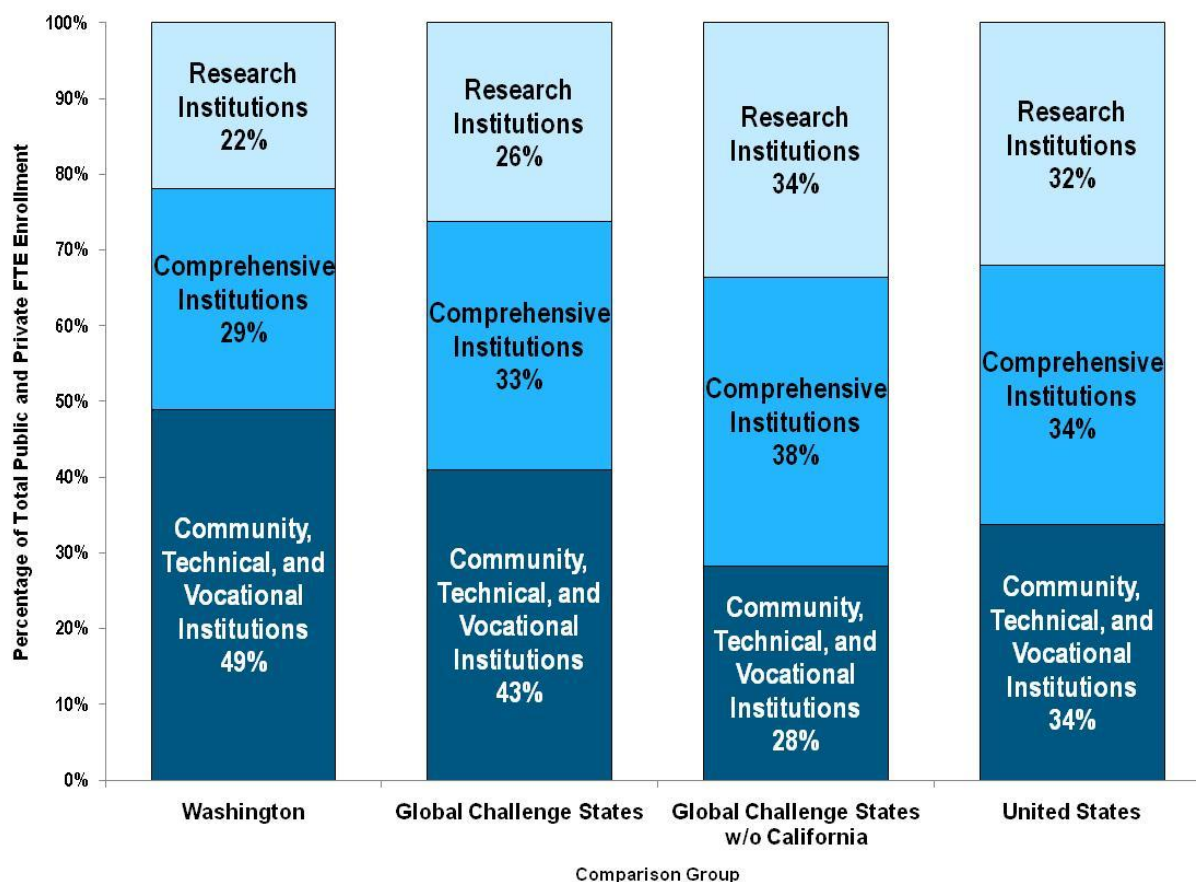 100%
90%
80%
70%
60%
50%
40%
30%
20%
10%
0%
Percentage of Total Public and Private FTE Enrollment
Research
Institutions
22%
Comprehensive
Institutions
29%
Community,
Technical, and
Vocational
Institutions
49%
Washington
Research
Institutions
26%
Comprehensive
Institutions
33%
Community,
Technical, and
Vocational
Institutions
43%
Global Challenge States
Research
Institutions
34%
Comprehensive
Institutions
38%
Community,
Technical, and
Vocational
Institutions
28%
Global Challenge States
w/o California
Research
Institutions
32%
Comprehensive
Institutions
34%
Community,
Technical, and
Vocational
Institutions
34%
United States
Comparison Group